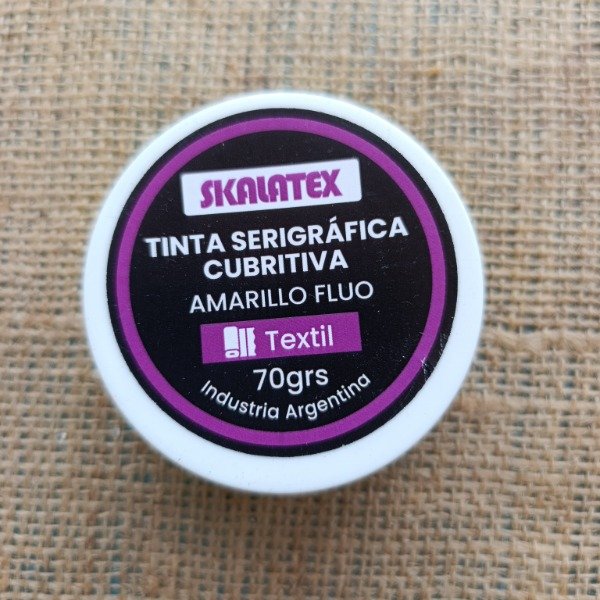 SKALATEX
TINTA SERIGRÁFICA
CUBRITIVA
AMARILLO FLUO
Textil
70grs
Industria Argentina